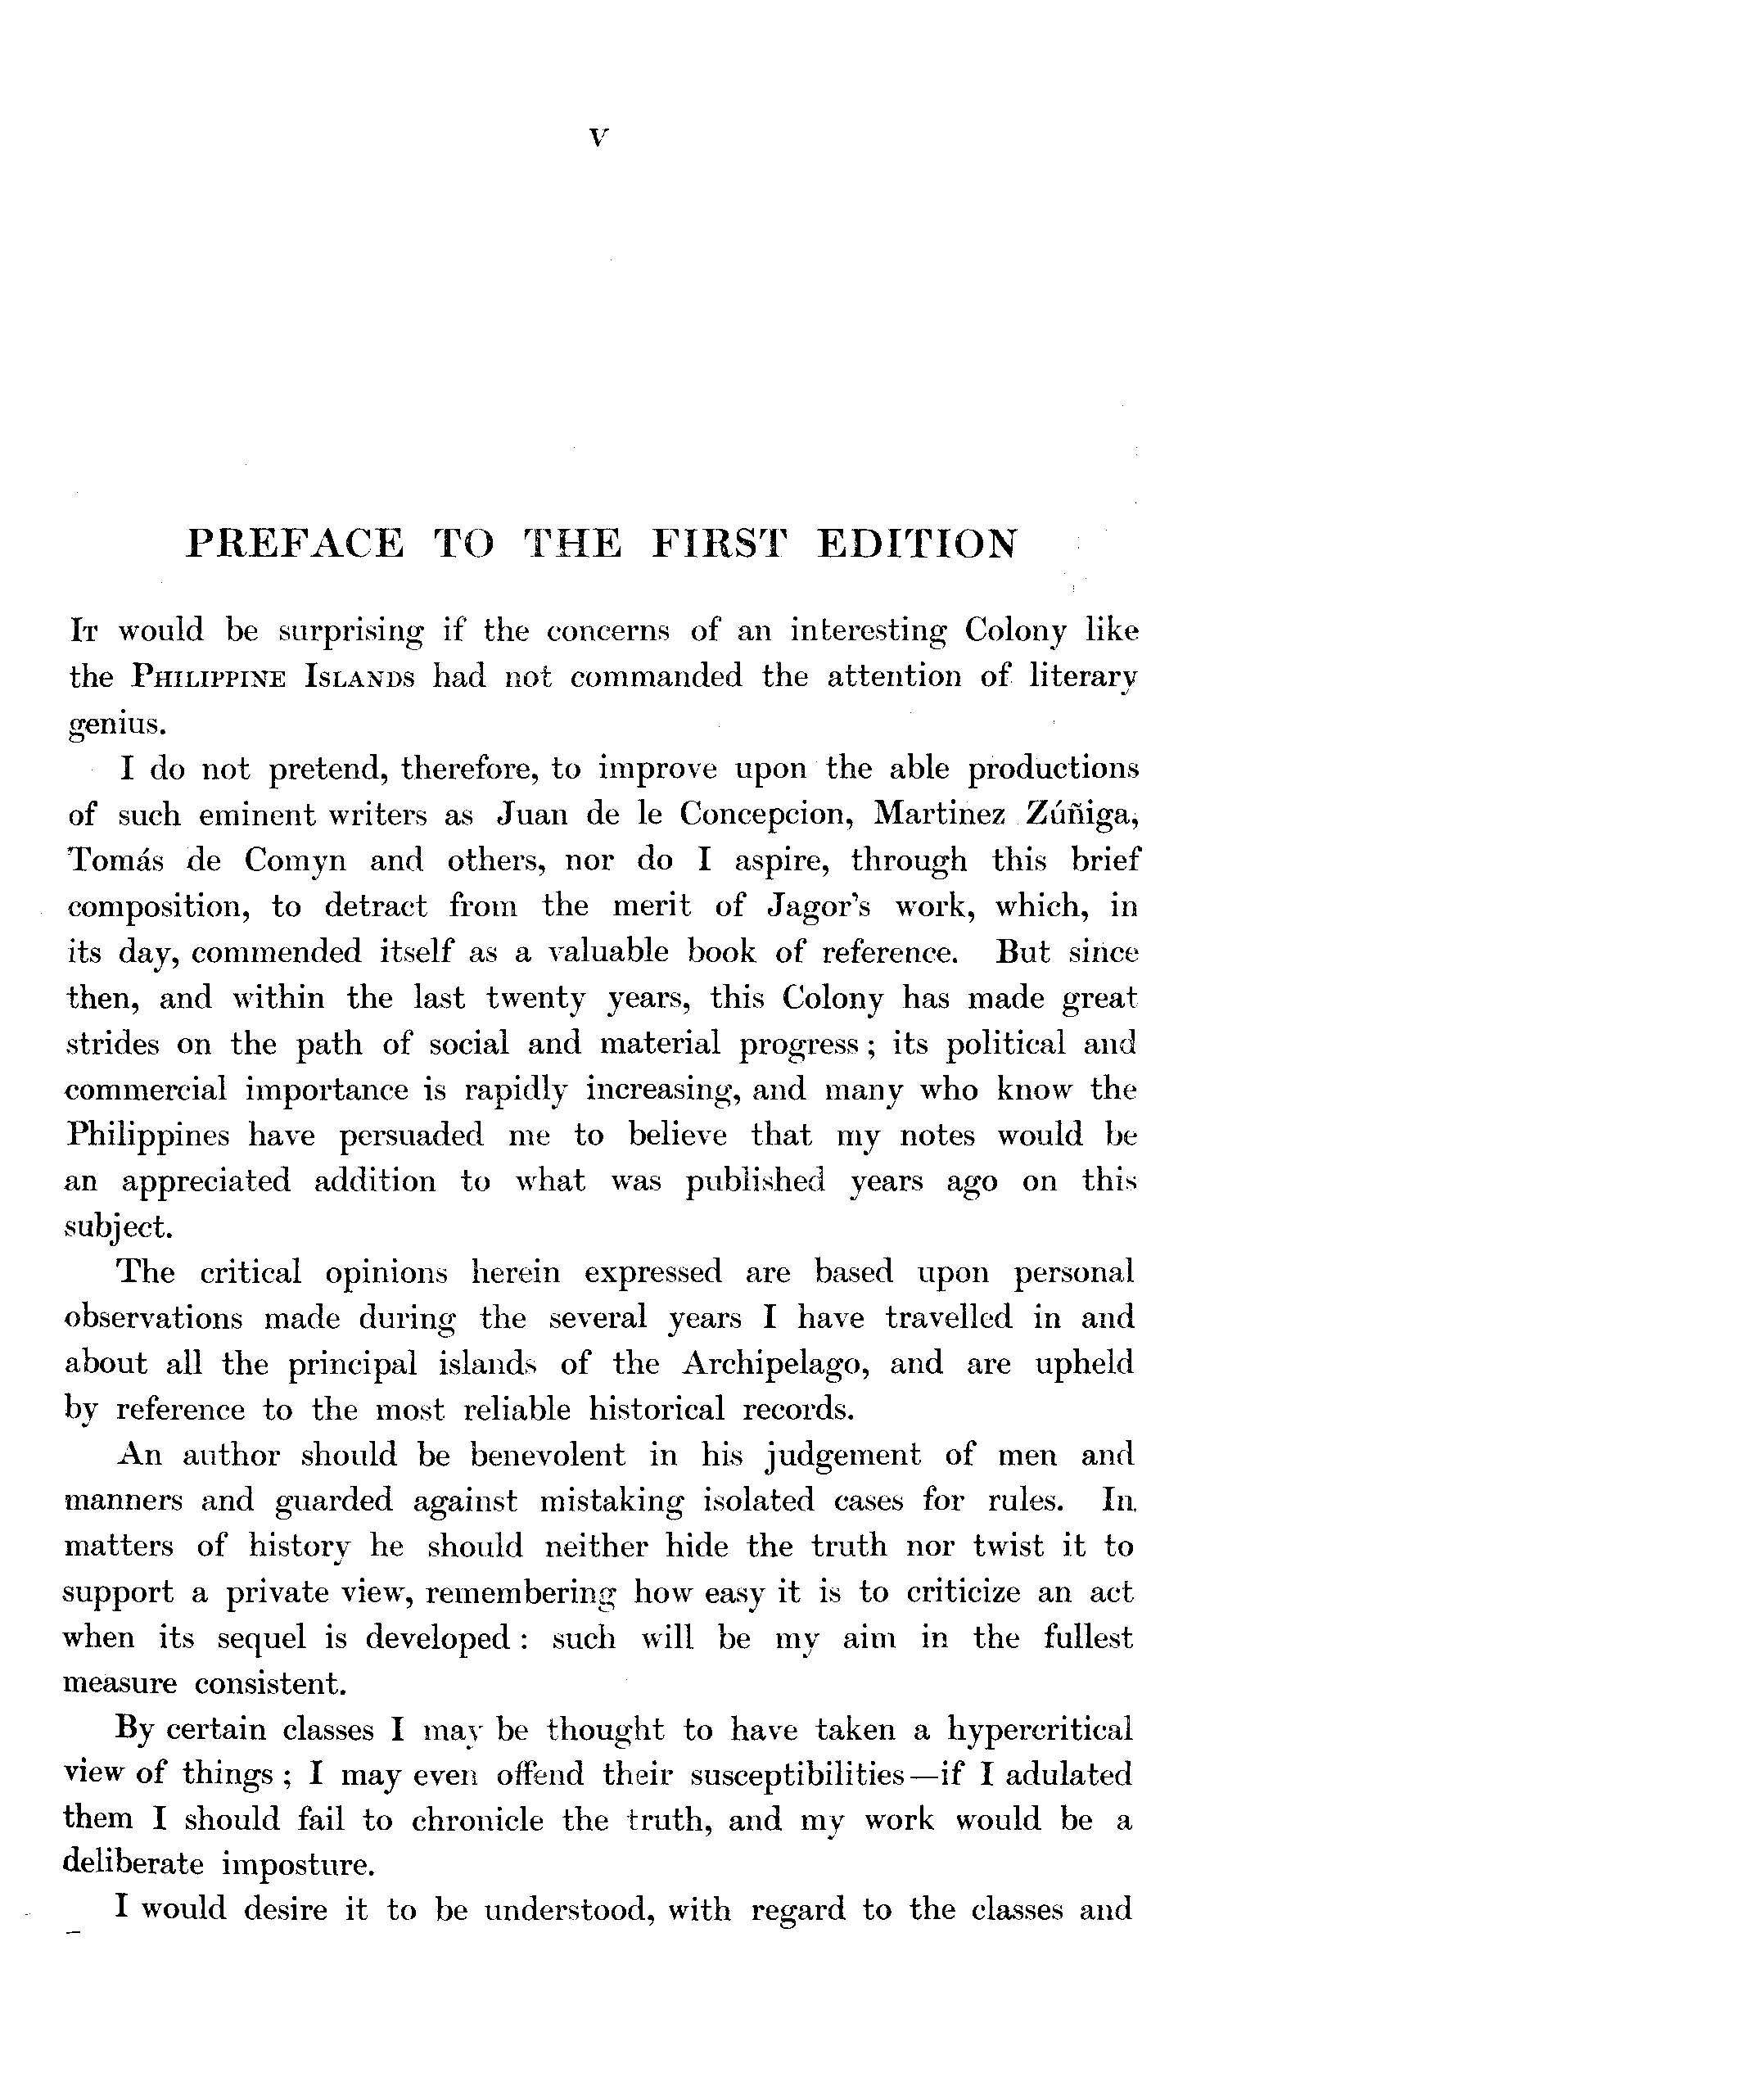 V
PREFACE TO THE FIRST EDITION
IT would be surprising if the concerns of an interesting Colony like
the PHILIPPINE ISLANDS had not commanded the attention of literary
genius.
I do not pretend, therefore, to improve upon the able productions
of such eminent writers as Juan de le Concepcion, Martinez Zúñiga,
Tomás de Comyn and others, nor do I aspire, through this brief
composition, to detract from the merit of Jagor's work, which, in
its day, commended itself as a valuable book of reference. But since
then, and within the last twenty years, this Colony has made great
strides on the path of social and material progress; its political and
commercial importance is rapidly increasing, and many who know the
Philippines have persuaded me to believe that my notes would be
an appreciated addition to what was published years ago on this
subject.
The critical opinions herein expressed are based upon personal
observations made during the several years I have travelled in and
about all the principal islands of the Archipelago, and are upheld
by reference to the most reliable historical records.
An author should be benevolent in his judgement of men and
manners and guarded against mistaking isolated cases for rules. In
matters of history he should neither hide the truth nor twist it to
support a private view, remembering how easy it is to criticize an act
when its sequel is developed: such will be my aim in the fullest
measure consistent.
By certain classes I may be thought to have taken a hypercritical
view of things; I may even offend their susceptibilities—if I adulated
them I should fail to chronicle the truth, and my work would be a
deliberate imposture.
I would desire it to be understood, with regard to the classes and